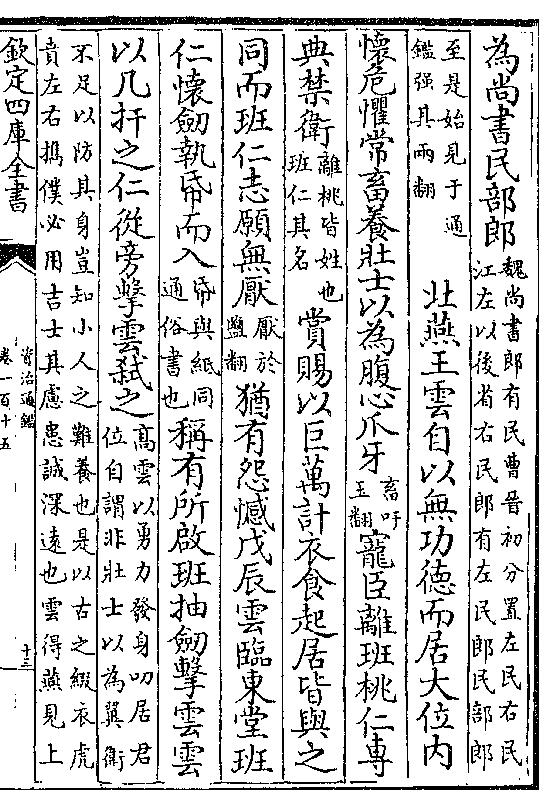 為尚書民部郎魏尚書郎有民曹晉初分置左民右民江左以後省右民郎有左民郎民部郎
至是始見于通鑑强其兩翻 北燕王雲自以無功德而居大位内
懷危懼常畜養壯士以為腹心爪牙畜吁玉翻寵臣離班桃仁專
典禁衛離桃皆姓也班仁其名賞賜以巨萬計衣食起居皆與之
同而班仁志願無厭厭於鹽翻猶有怨憾戊辰雲臨東堂班
仁懷劒執帋而入帋與紙同通俗書也稱有所啟班抽劒擊雲雲
以几扞之仁從旁擊雲弑之髙雲以勇力發身叨居君位自謂非壯士以為翼衛
不足以防其身豈知小人之難養也是以古之綴衣虎賁左右攜僕必用吉士其慮患誠深逺也雲得燕見上
欽定四庫全書
資治通鑑
卷一百十五
十三